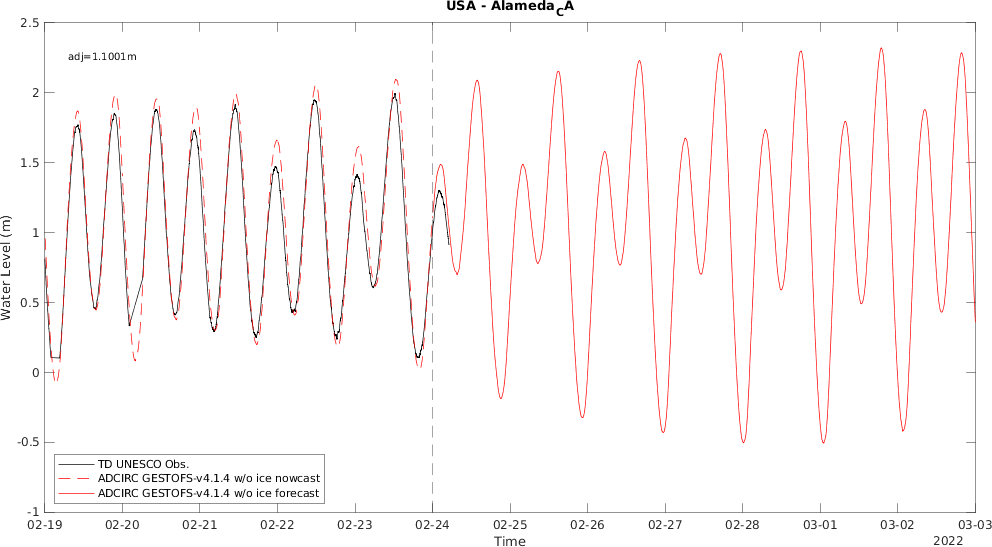 USA - Alameda_CA
adj=1.1001m
2.5
2
1.5
1
0.5
0
-0.5
-1
Water Level (m)
TD UNESCO Obs.
ADCIRC GESTOFS-v4.1.4 w/o ice nowcast
ADCIRC GESTOFS-v4.1.4 w/o ice forecast
02-19 02-20 02-21 02-22 02-23 02-24 02-25 02-26 02-27 02-28 03-01 03-02 03-03
Time
2022